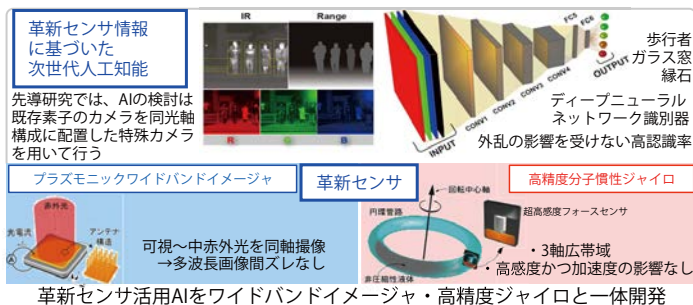 革新センサ情報
に基づいた
次世代人工知能
先導研究では、AIの検討は
既存素子のカメラを同光軸
構成に配置した特殊カメラ
を用いて行う
IR
Range
R
G
B
INPUT
CONV1
CONV2
CONV3
CONV4
FC5
FC6
OUTPUT
歩行者
ガラス窓
縁石
ディープニューラル
ネットワーク識別器
外乱の影響を受けない高認識率
プラズモニックワイドバンドイメージャ
革新センサ
高精度分子慣性ジャイロ
赤外光
光電流
A
アンテナ
構造
可視～中赤外光を同軸撮像
→多波長画像間ズレなし
回転中心軸
円環管路
非圧縮性液体
超高感度フォースセンサ
・3軸広帯域
・高感度かつ加速度の影響なし
革新センサ活用AIをワイドバンドイメージャ・高精度ジャイロと一体開発